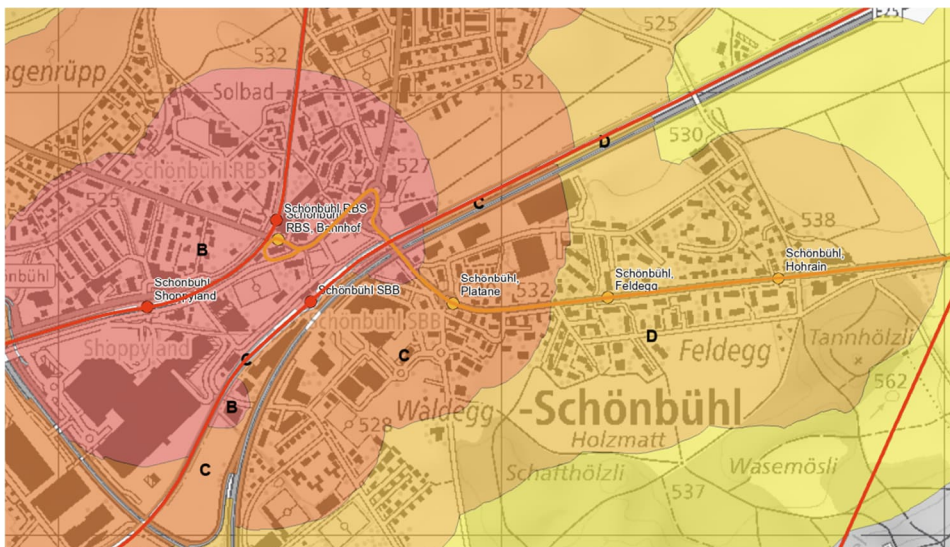 E25
532
525
ngenrüpp
521
Solbad
530
527
Schönbühl RBS
525
D
C
Schönbühl RBS
Schönbühl
RBS, Bahnhof
538
B
Schönbühl,
Hohrain
nbühl
Schönbühl
Shoppyland
Schönbühl,
Platane
Schönbühl,
Feldegg
Schönbühl SBB
532
Schönbühl SBB
Shoppyland
D
Tannhölzli
C
C
Feldegg
562
B
Waldegg
-Schönbühl
528
Holzmatt
C
Schafthölzli
Wasemösli
537